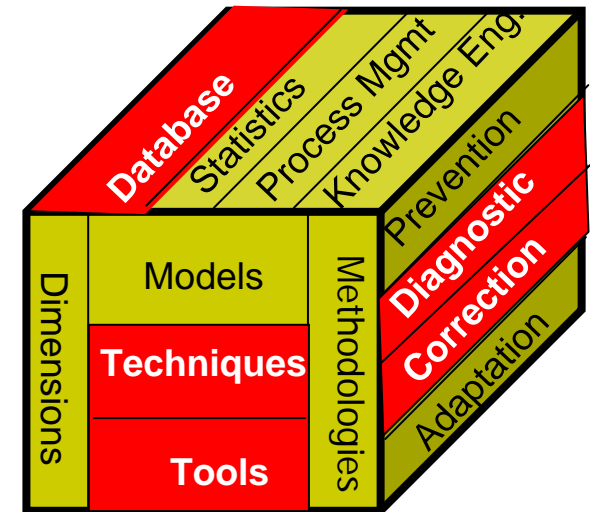 Database
Statistics
Process Mgmt
Knowledge Eng.
Prevention
Diagnostic
Correction
Adaptation
Dimensions
Models
Techniques
Tools
Methodologies